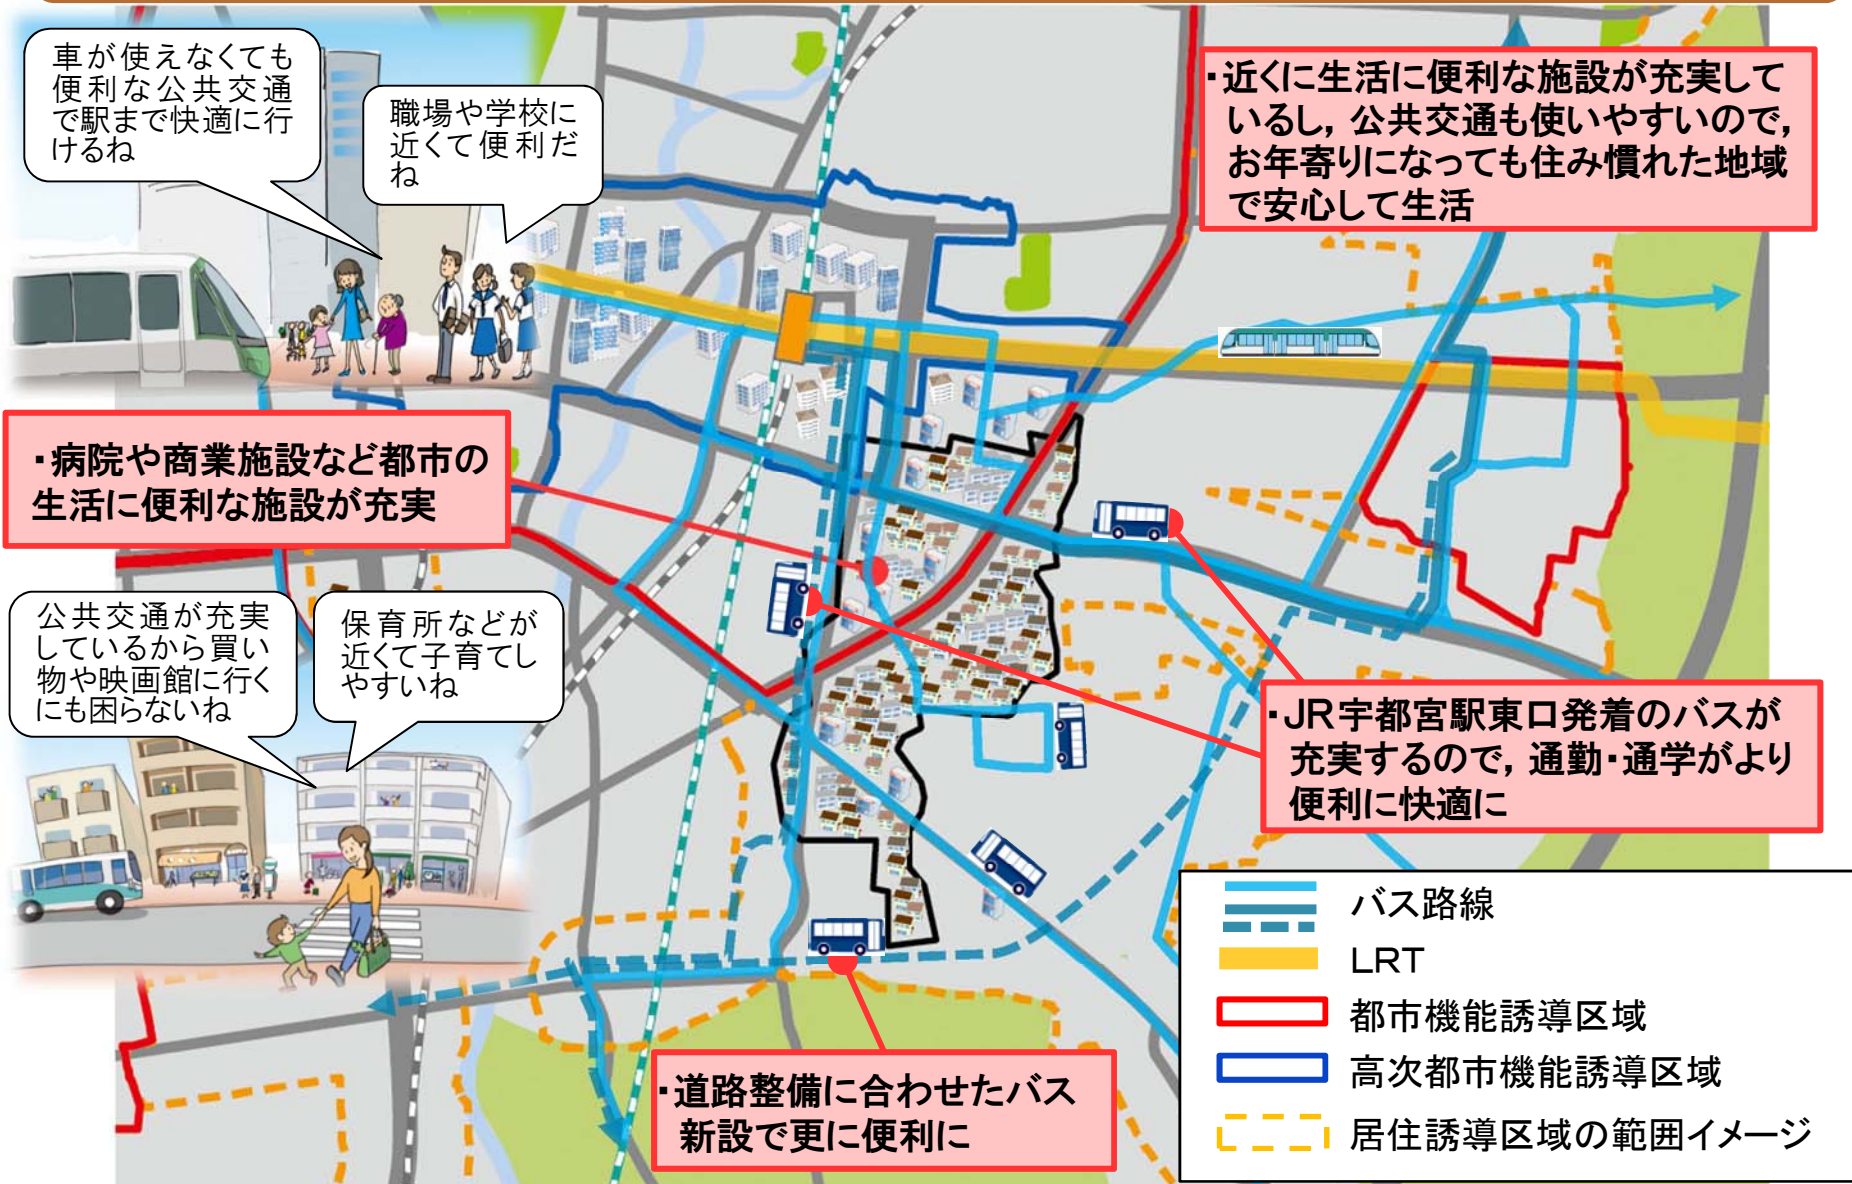 車が使えなくても
便利な公共交通
で駅まで快適に行
けるね
職場や学校に
近くて便利だ
ね
・近くに生活に便利な施設が充実して
いるし，公共交通も使いやすいので，
お年寄りになっても住み慣れた地域
で安心して生活
・病院や商業施設など都市の
生活に便利な施設が充実
公共交通が充実
しているから買い
物や映画館に行く
にも困らないね
保育所などが
近くて子育てし
やすいね
・JR宇都宮駅東口発着のバスが
充実するので，通勤・通学がより
便利に快適に
・道路整備に合わせたバス
新設で更に便利に
バス路線
LRT
都市機能誘導区域
高次都市機能誘導区域
居住誘導区域の範囲イメージ